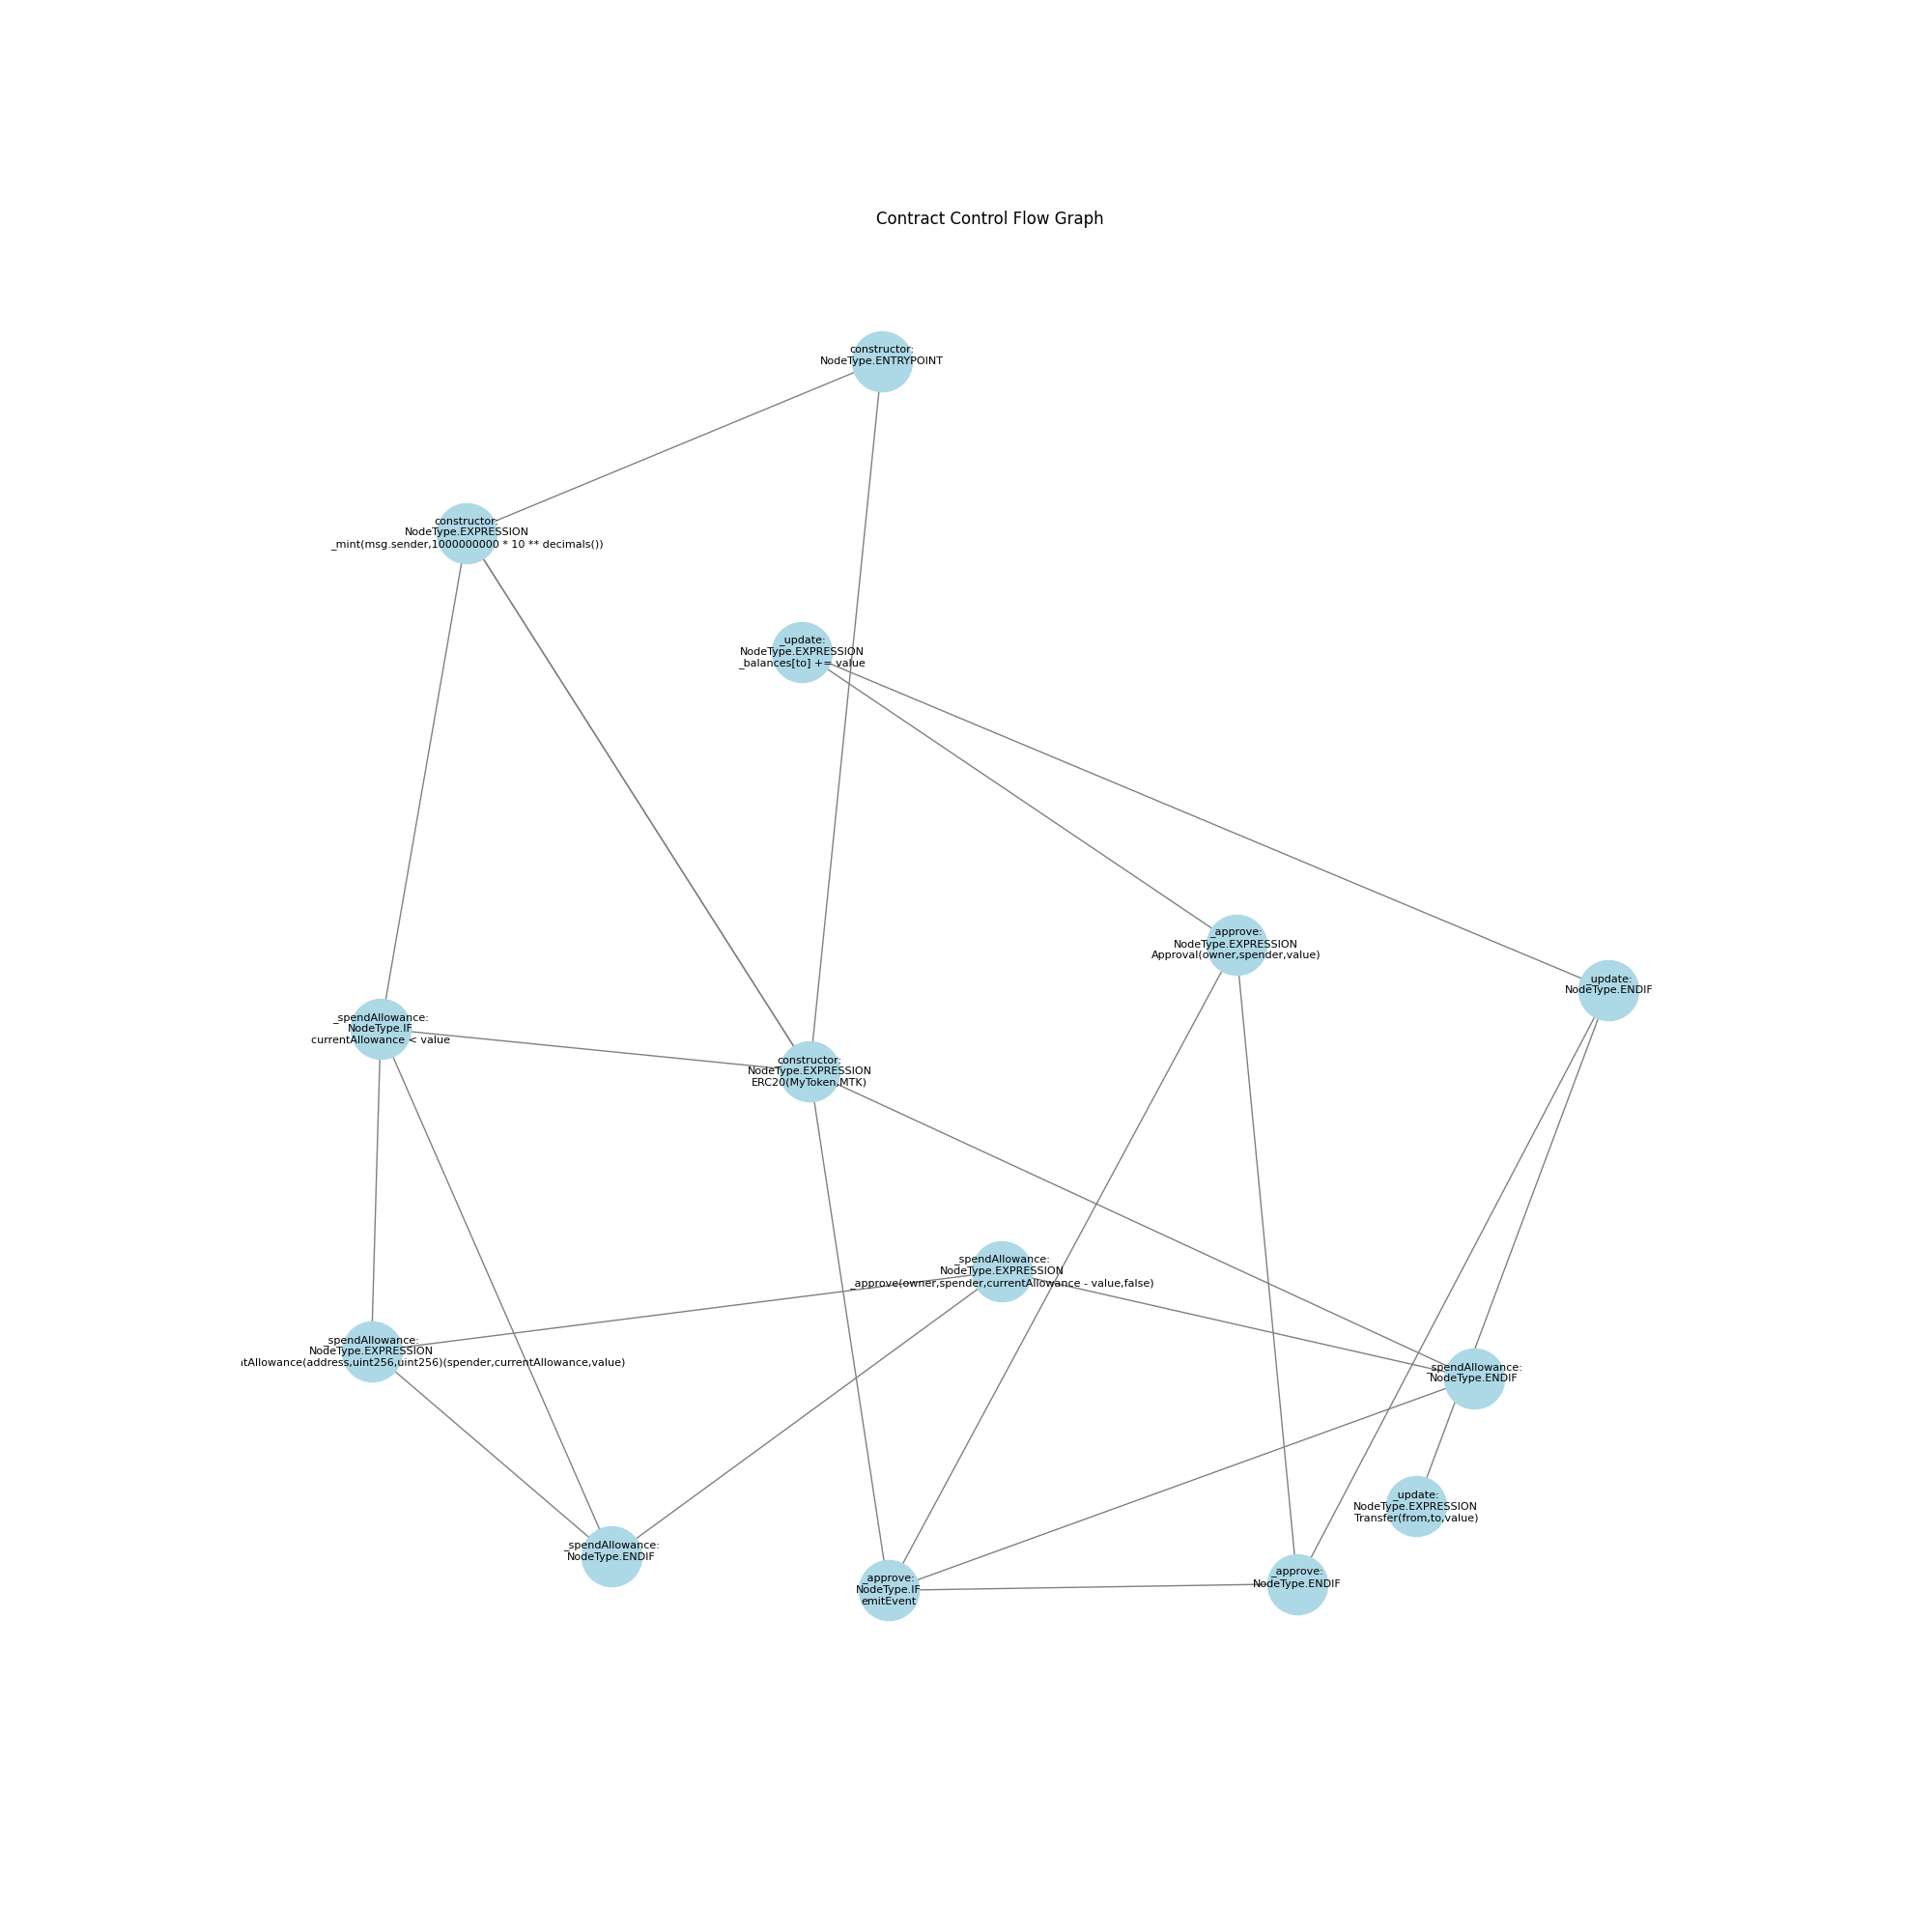 Contract Control Flow Graph
constructor:
NodeType.ENTRYPOINT
constructor:
NodeType.EXPRESSION
_mint(msg.sender,1000000000 * 10 ** decimals())
_update:
NodeType.EXPRESSION
_balances[to] += value
_approve:
NodeType.EXPRESSION
Approval(owner,spender,value)
_update:
NodeType.ENDIF
_spendAllowance:
NodeType.IF
currentAllowance < value
constructor:
NodeType.EXPRESSION
ERC20(MyToken,MTK)
_spendAllowance:
NodeType.EXPRESSION
_approve(owner,spender,currentAllowance - value,false)
_spendAllowance:
NodeType.EXPRESSION
ntAllowance(address,uint256,uint256)(spender,currentAllowance,value)
_spendAllowance:
NodeType.ENDIF
_update:
NodeType.EXPRESSION
Transfer(from,to,value)
_spendAllowance:
NodeType.ENDIF
_approve:
NodeType.IF
emitEvent
_approve:
NodeType.ENDIF